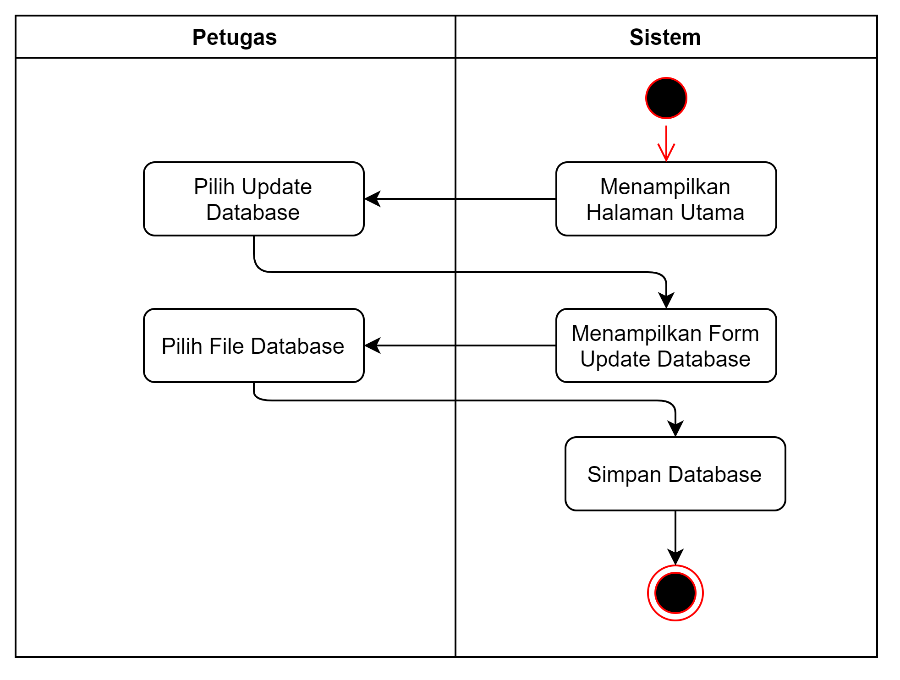 Petugas
Sistem
Pilih Update
Database
Menampilkan
Halaman Utama
Pilih File Database
Menampilkan Form
Update Database
Simpan Database